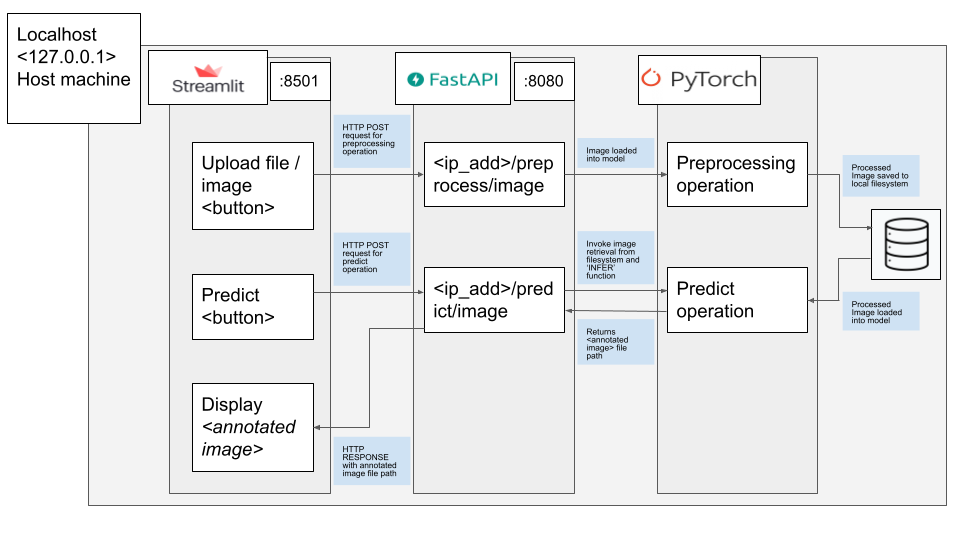 Localhost
<127.0.0.1>
Host machine
Streamlit
:8501
FastAPI
:8080
PyTorch
HTTP POST
request for
preprocessing
operation
Image loaded
into model
Upload file /
image
<button>
<ip_add>/prep
rocess/image
Preprocessing
operation
Processed
Image saved to
local filesystem
HTTP POST
request for
predict
operation
Invoke image
retrieval from
filesystem and
'INFER'
function
Predict
<button>
<ip_add>/pred
ict/image
Predict
operation
Processed
Image loaded
into model
Returns
<annotated
image> file
path
Display
<annotated
image>
HTTP
RESPONSE
with annotated
image file path